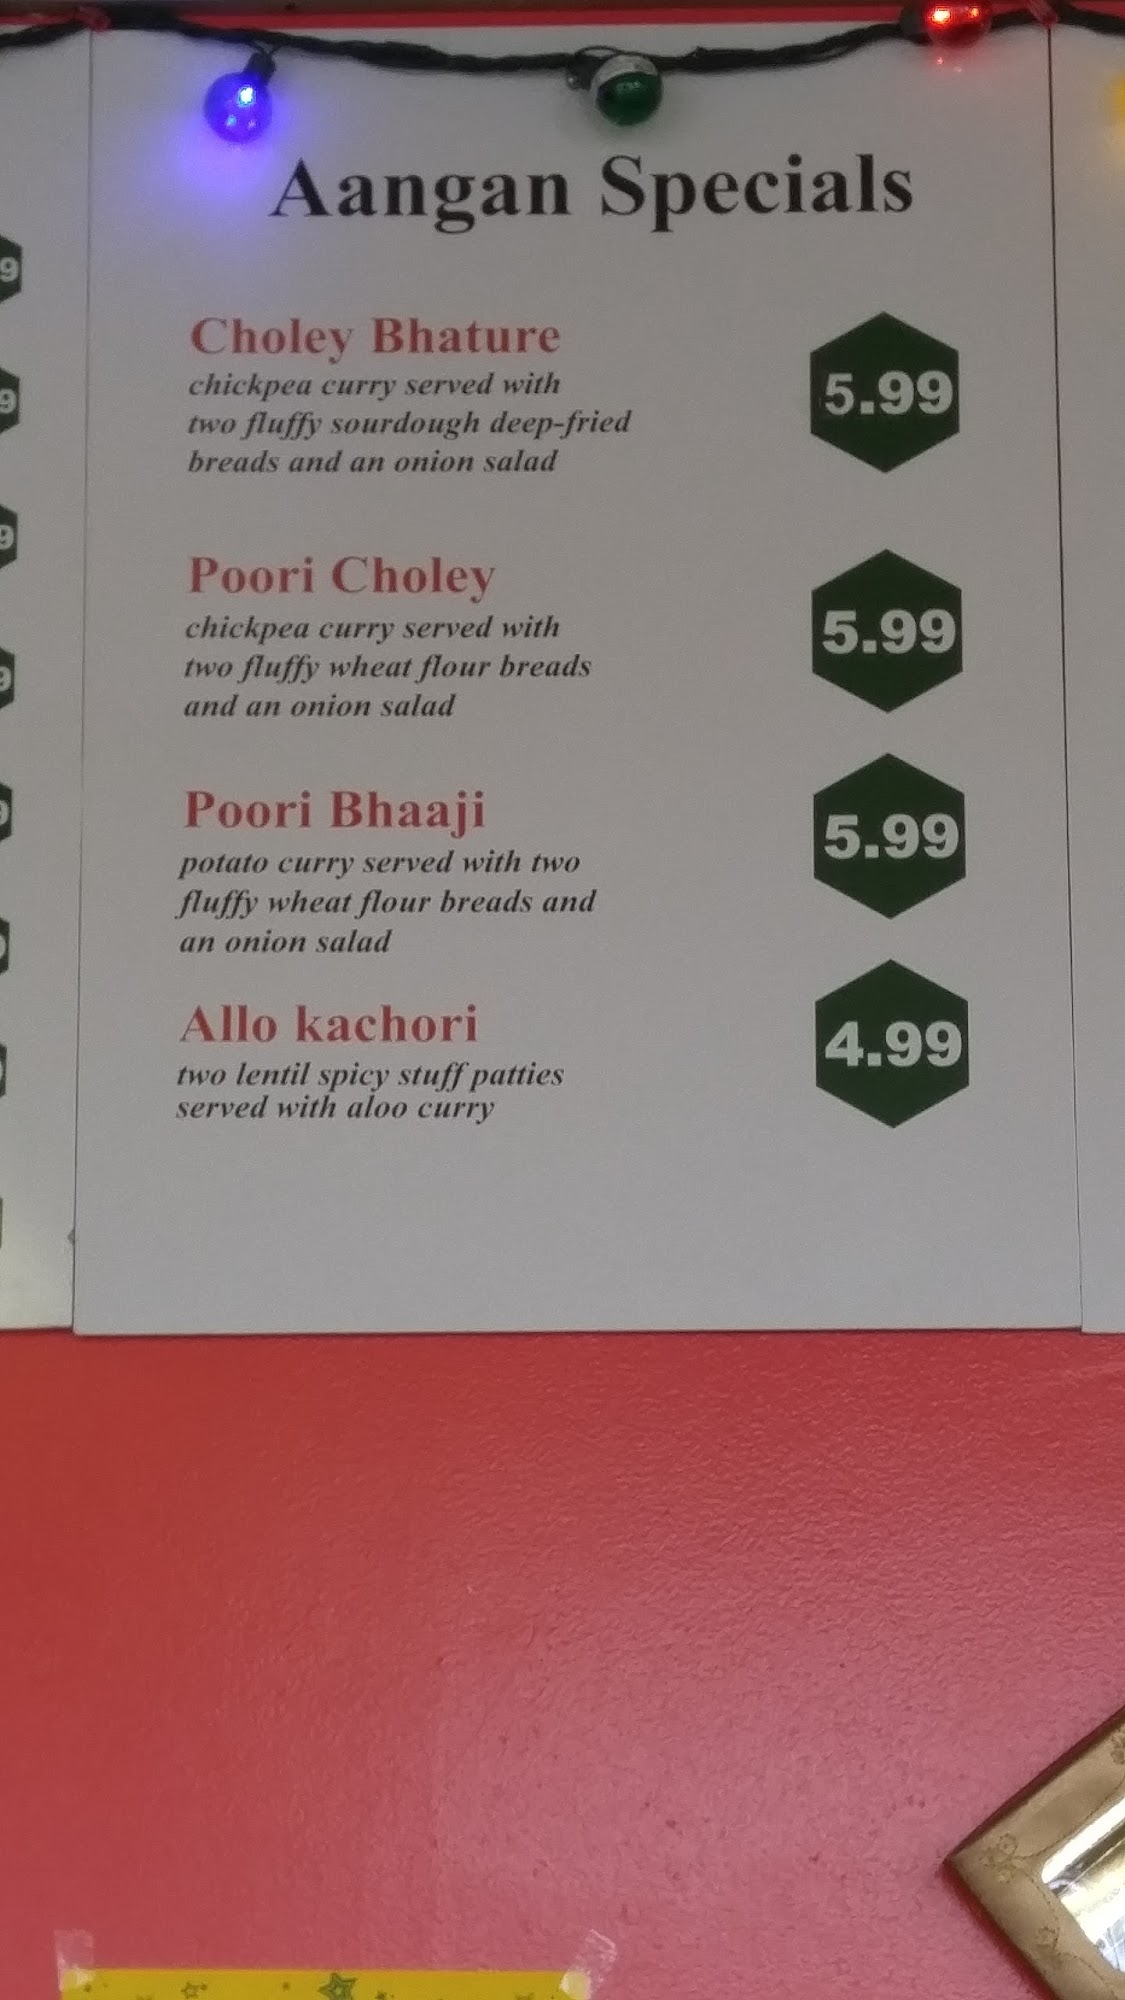 Aangan Specials
Choley Bhature
chickpea curry served with
two fluffy sourdough deep-fried
breads and an onion salad
5.99
Poori Choley
chickpea curry served with
two fluffy wheat flour breads
and an onion salad
5.99
Poori Bhaaji
potato curry served with two
fluffy wheat flour breads and
an onion salad
5.99
Allo kachori
two lentil spicy stuff patties
served with aloo curry
4.99